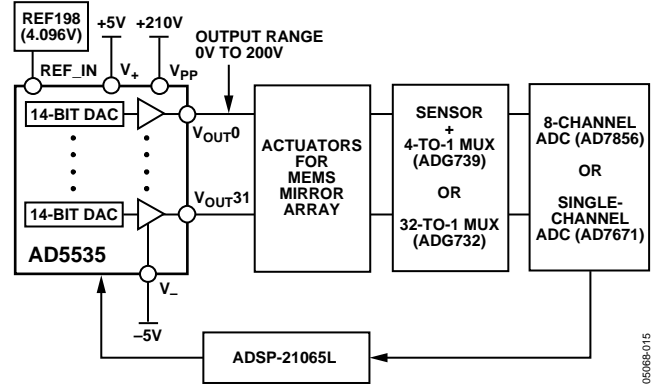 REF198
(4.096V)
+5V
+210V
OUTPUT RANGE
0V TO 200V
REF_IN
V+
VPP
14-BIT DAC
VOUT0
14-BIT DAC
VOUT31
AD5535
V–
–5V
ACTUATORS
FOR
MEMS
MIRROR
ARRAY
SENSOR
+
4-TO-1 MUX
(ADG739)
OR
32-TO-1 MUX
(ADG732)
8-CHANNEL
ADC (AD7856)
OR
SINGLE-
CHANNEL
ADC (AD7671)
ADSP-21065L
05068-015